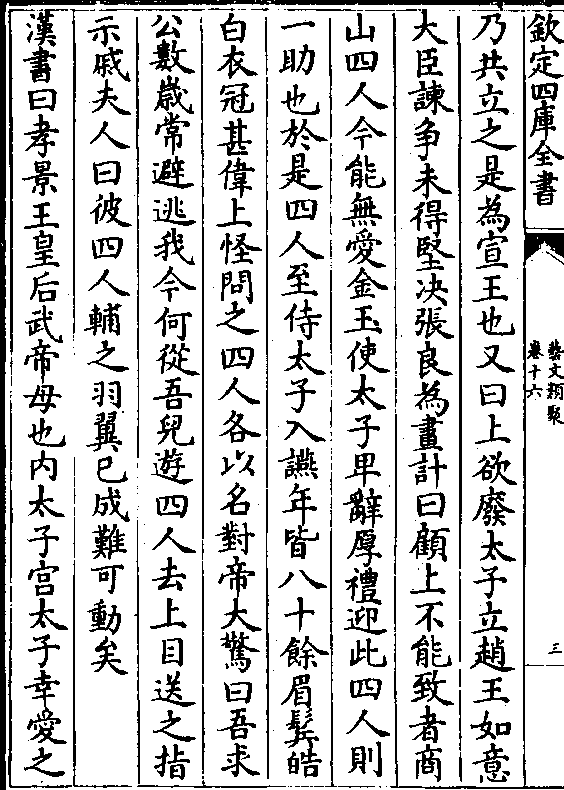 欽定四庫全書
藝文類聚
卷十六
三
乃共立之是為宣王也又曰上欲廢太子立趙王如意
大臣諫争未得堅决張良為畫計曰顧上不能致者商
山四人今能無愛金玉使太子卑辭厚禮迎此四人則
一助也於是四人至侍太子入讌年皆八十餘眉髮皓
白衣冠甚偉上怪問之四人各以名對帝大驚曰吾求
公數嵗常避逃我今何從吾兒遊四人去上目送之指
示戚夫人曰彼四人輔之羽翼已成難可動矣
漢書曰孝景王皇后武帝母也内太子宫太子幸愛之